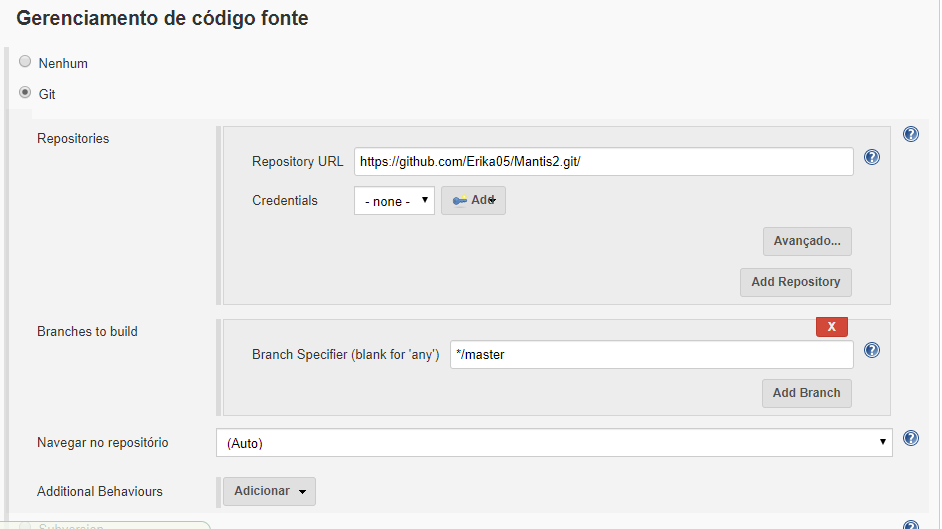 Gerenciamento de código fonte
Nenhum
Git
Repositories
Repository URL https://github.com/Erika05/Mantis2.git/
Credentials - none - Add
Avançado...
Add Repository
Branches to build
X
Branch Specifier (blank for 'any') */master
Add Branch
Navegar no repositório (Auto)
Additional Behaviours Adicionar
Subversion